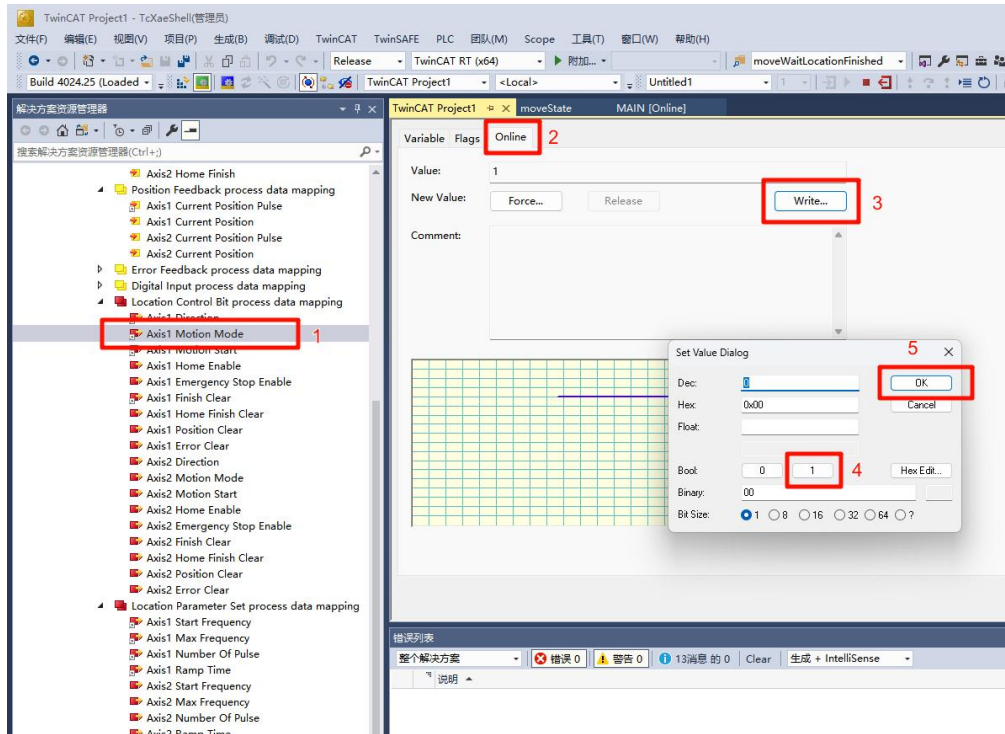 TwinCAT Project1 - TcXaeShell(管理员)
文件(F) 编辑(E) 视图(V) 项目(P) 生成(B) 调试(D) TwinCAT TwinSAFE PLC 团队(M) Scope 工具(T) 窗口(W) 帮助(H)
Release TwinCAT RT (x64) 附加... moveWaitLocationFinished
Build 4024.25 (Loaded TwinCAT Project1 <Local> Untitled1
解决方案资源管理器
搜索解决方案资源管理器(Ctrl+;)
Axis2 Home Finish
Position Feedback process data mapping
Axis1 Current Position Pulse
Axis1 Current Position
Axis2 Current Position Pulse
Axis2 Current Position
Error Feedback process data mapping
Digital Input process data mapping
Location Control Bit process data mapping
Axis1 Direction
Axis1 Motion Mode 1
Axis1 Motion Start
Axis1 Home Enable
Axis1 Emergency Stop Enable
Axis1 Finish Clear
Axis1 Home Finish Clear
Axis1 Position Clear
Axis1 Error Clear
Axis2 Direction
Axis2 Motion Mode
Axis2 Motion Start
Axis2 Home Enable
Axis2 Emergency Stop Enable
Axis2 Finish Clear
Axis2 Home Finish Clear
Axis2 Position Clear
Axis2 Error Clear
Location Parameter Set process data mapping
Axis1 Start Frequency
Axis1 Max Frequency
Axis1 Number Of Pulse
Axis1 Ramp Time
Axis2 Start Frequency
Axis2 Max Frequency
Axis2 Number Of Pulse
Axis2 Ramp Time
TwinCAT Project1 moveState MAIN [Online]
Variable Flags Online 2
Value: 1
New Value: Force... Release Write... 3
Comment:
Set Value Dialog 5
Dec: 0 OK
Hex: 0x00 Cancel
Float:
Bool: 0 1 4 Hex Edit...
Binary: 00
Bit Size: 1 8 16 32 64 ?
错误列表
整个解决方案 错误 0 警告 0 13消息 的 0 Clear 生成 + IntelliSense
说明